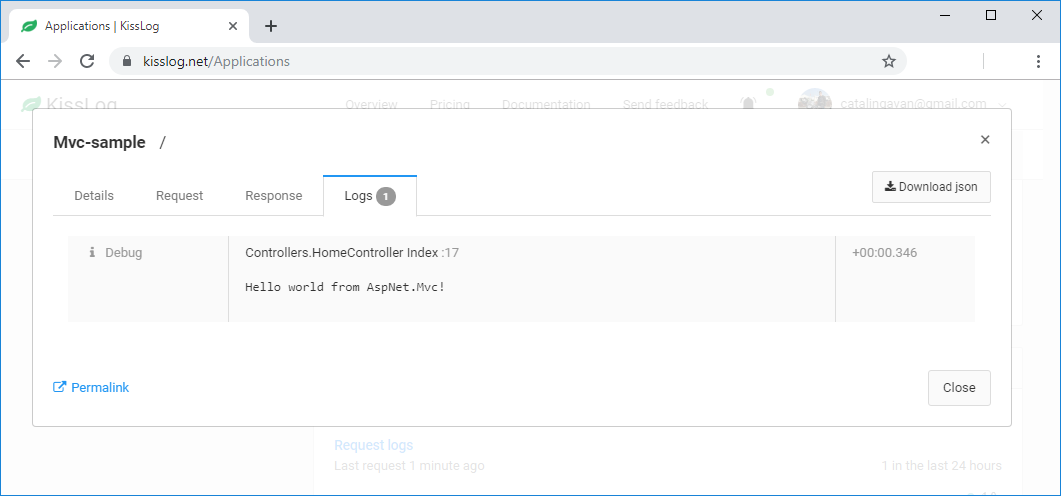 Applications | KissLog
kisslog.net/Applications
KissLog
Overview Pricing Documentation Send feedback catalingavan@gmail.com
Mvc-sample /
Details Request Response Logs 1 Download json
Debug Controllers.HomeController Index :17 +00:00.346
Hello world from AspNet.Mvc!
Permalink Close
Request logs
Last request 1 minute ago 1 in the last 24 hours